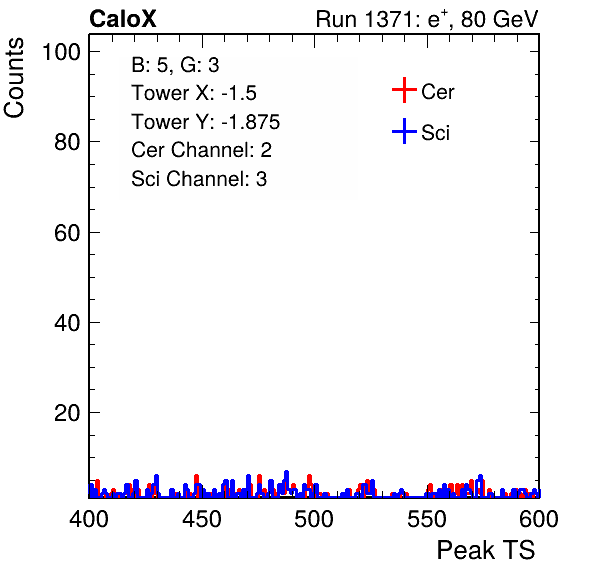 CaloX Run 1371: e⁺, 80 GeV
Counts
100
80
60
40
20
B: 5, G: 3
Tower X: -1.5
Tower Y: -1.875
Cer Channel: 2
Sci Channel: 3
Cer
Sci
400 450 500 550 600
Peak TS